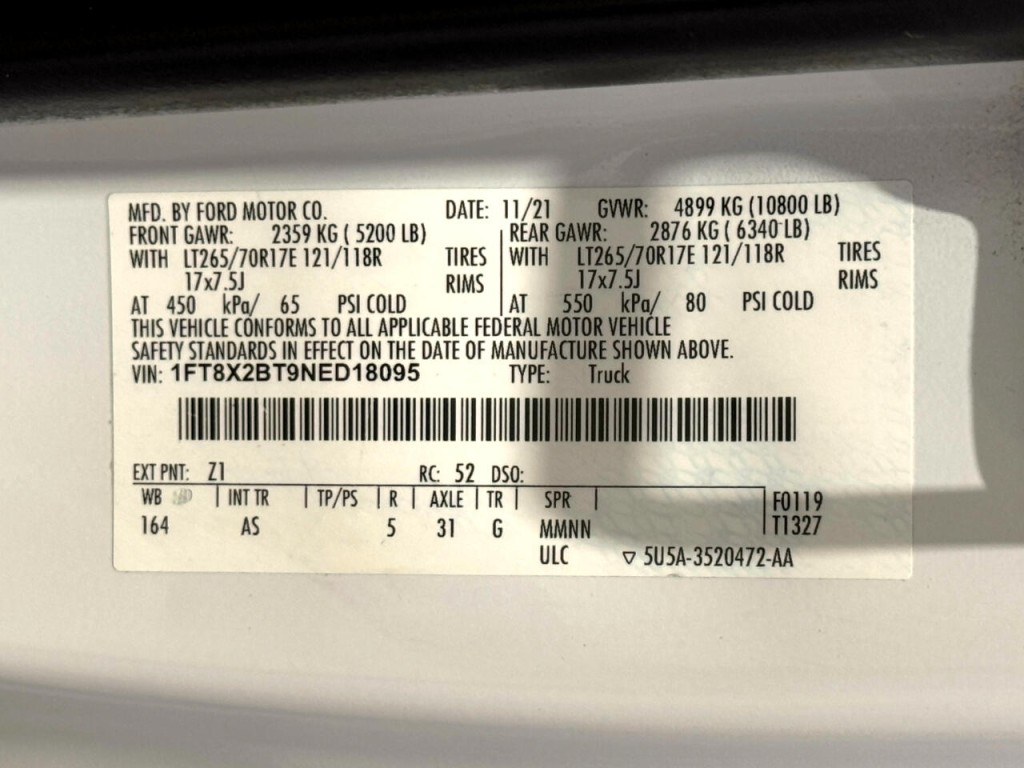 MFD. BY FORD MOTOR CO. DATE: 11/21 GVWR: 4899 KG (10800 LB)
FRONT GAWR: 2359 KG ( 5200 LB) REAR GAWR: 2876 KG ( 6340 LB)
WITH LT265/70R17E 121/118R TIRES WITH LT265/70R17E 121/118R TIRES
17x7.5J RIMS 17x7.5J RIMS
AT 450 kPa/ 65 PSI COLD AT 550 kPa/ 80 PSI COLD
THIS VEHICLE CONFORMS TO ALL APPLICABLE FEDERAL MOTOR VEHICLE
SAFETY STANDARDS IN EFFECT ON THE DATE OF MANUFACTURE SHOWN ABOVE.
VIN: 1FT8X2BT9NED18095 TYPE: Truck
EXT PNT: Z1 RC: 52 DSO:
WB INT TR TP/PS R AXLE TR SPR F0119
164 AS 5 31 G MMNN T1327
ULC ▽ 5U5A-3520472-AA